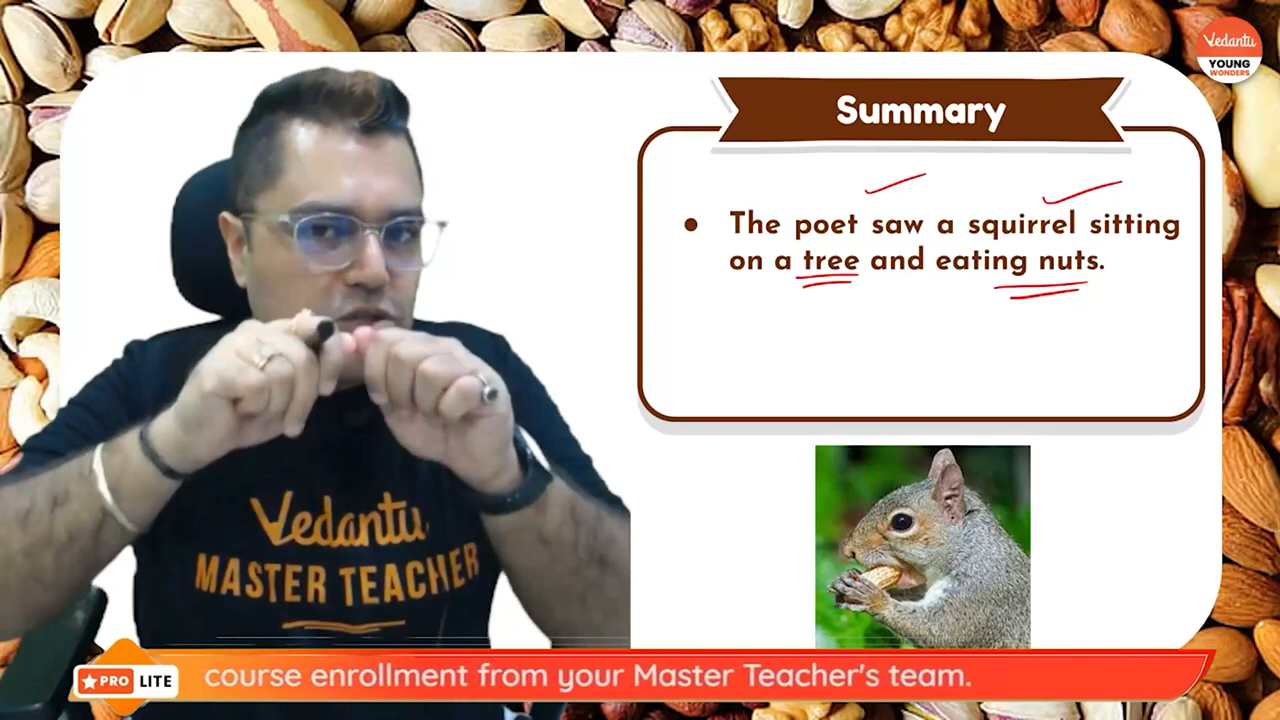 Vedantu
YOUNG
WONDERS
Summary
• The poet saw a squirrel sitting
on a tree and eating nuts.
Vedantu
MASTER TEACHER
PRO LITE
course enrollment from your Master Teacher's team.